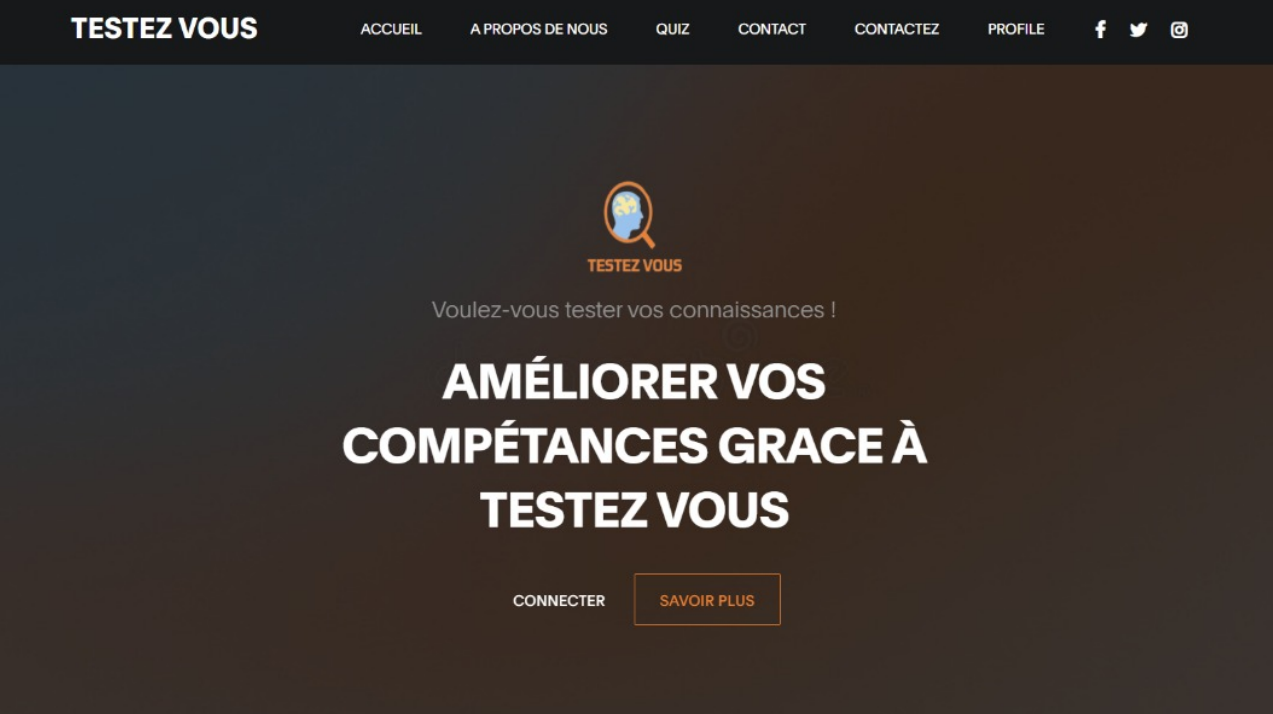 TESTEZ VOUS
ACCUEIL
A PROPOS DE NOUS
QUIZ
CONTACT
CONTACTEZ
PROFILE
TESTEZ VOUS
Voulez-vous tester vos connaissances !
AMÉLIORER VOS
COMPÉTANCES GRACE À
TESTEZ VOUS
CONNECTER
SAVOIR PLUS